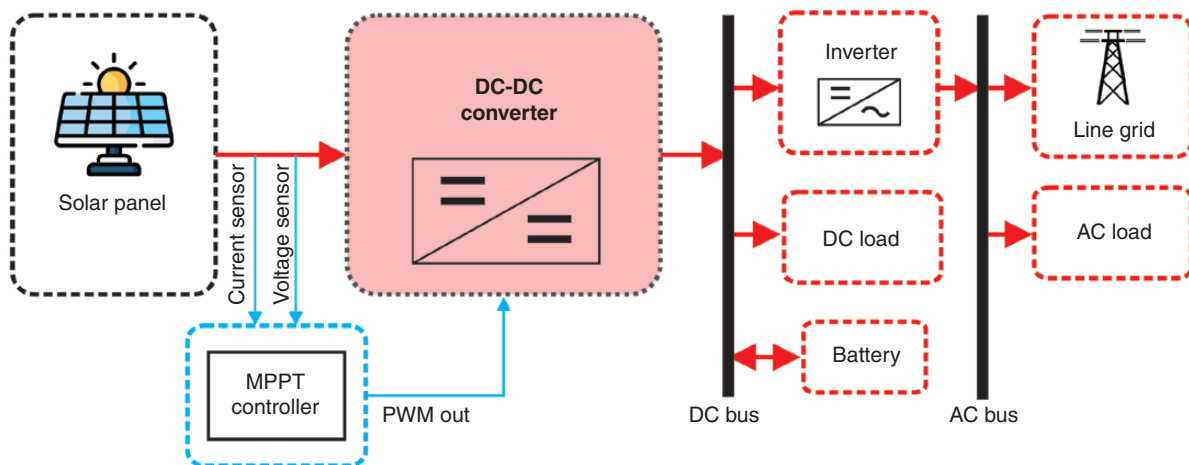 Solar panel
Current sensor
Voltage sensor
DC-DC
converter
MPPT
controller
PWM out
Inverter
DC load
Battery
DC bus
Line grid
AC load
AC bus